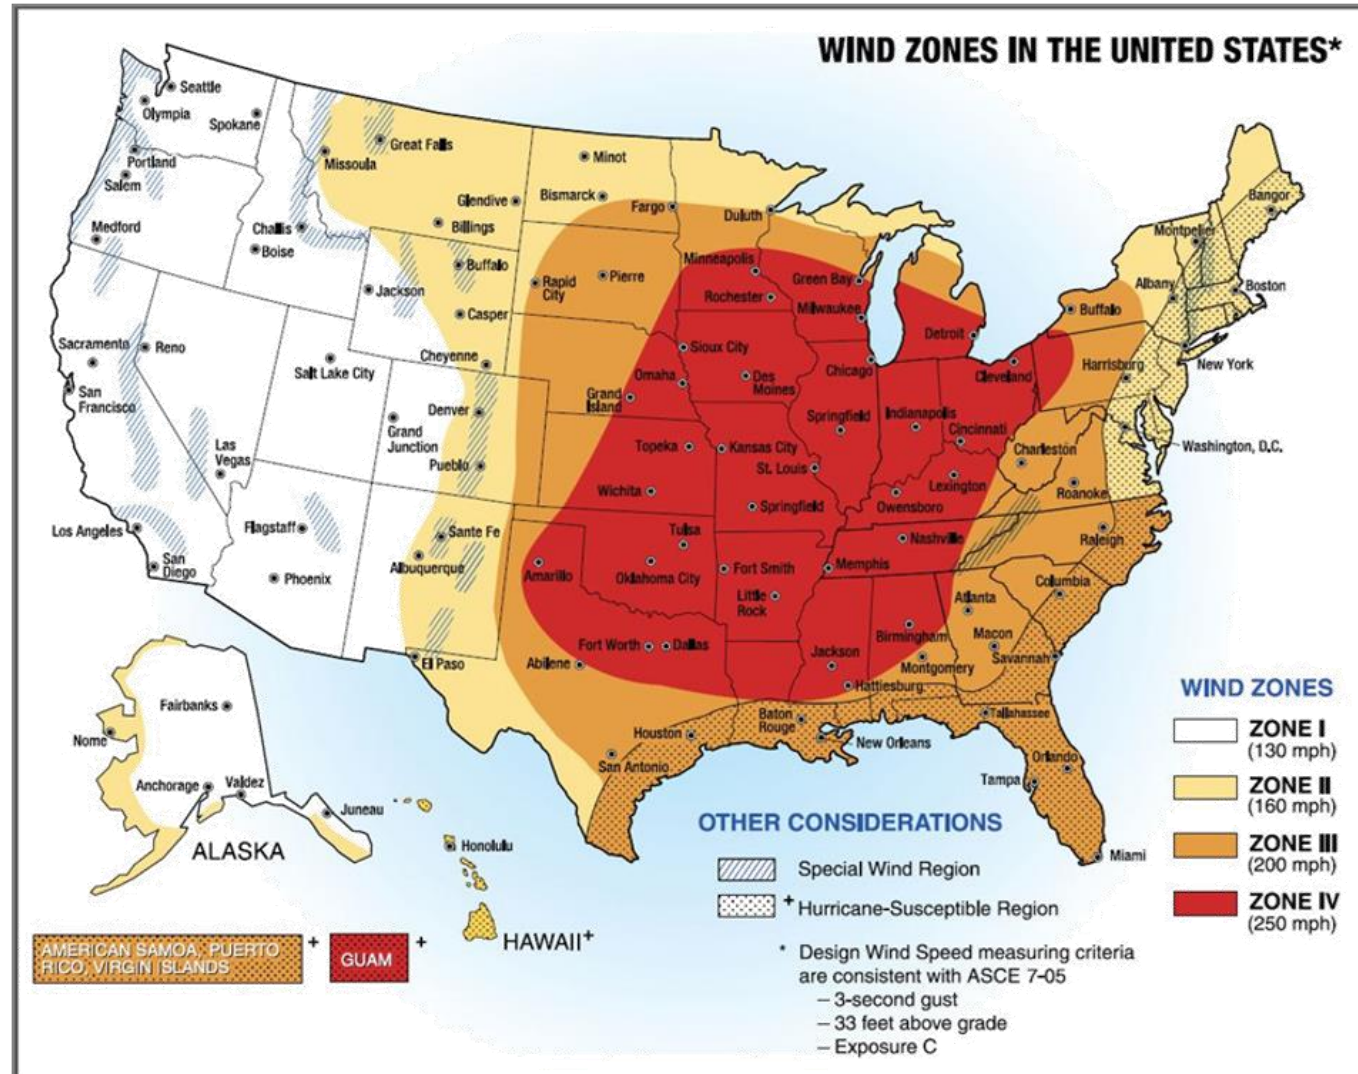 WIND ZONES IN THE UNITED STATES*
Seattle
Olympia
Spokane
Portland
Salem
Medford
Missoula
Great Falls
Challis
Boise
Glendive
Billings
Buffalo
Jackson
Casper
Cheyenne
Minot
Bismarck
Fargo
Duluth
Rapid
City
Pierre
Minneapolis
Rochester
Green Bay
Milwaukee
Detroit
Bangor
Montpelier
Albany
Boston
Buffalo
New York
Harrisburg
Cleveland
Washington, D.C.
Sacramento
San
Francisco
Reno
Salt Lake City
Las
Vegas
Grand
Junction
Denver
Pueblo
Los Angeles
San
Diego
Flagstaff
Phoenix
Sante Fe
Albuquerque
El Paso
Sioux City
Omaha
Grand
Island
Des
Moines
Chicago
Springfield
Indianapolis
Cincinnati
Charleston
Roanoke
Lexington
Owensboro
Topeka
Kansas City
St. Louis
Wichita
Springfield
Tulsa
Oklahoma City
Amarillo
Fort Smith
Little
Rock
Nashville
Memphis
Raleigh
Columbia
Atlanta
Macon
Savannah
Birmingham
Montgomery
Fort Worth
Dallas
Abilene
Jackson
Hattiesburg
Baton
Rouge
New Orleans
Houston
San Antonio
Tallahassee
Orlando
Tampa
Miami
Fairbanks
Nome
Anchorage
Valdez
Juneau
ALASKA
Honolulu
HAWAII+
AMERICAN SAMOA, PUERTO
RICO, VIRGIN ISLANDS
+
GUAM
+
OTHER CONSIDERATIONS
Special Wind Region
+ Hurricane-Susceptible Region
* Design Wind Speed measuring criteria
are consistent with ASCE 7-05
– 3-second gust
– 33 feet above grade
– Exposure C
WIND ZONES
ZONE I
(130 mph)
ZONE II
(160 mph)
ZONE III
(200 mph)
ZONE IV
(250 mph)